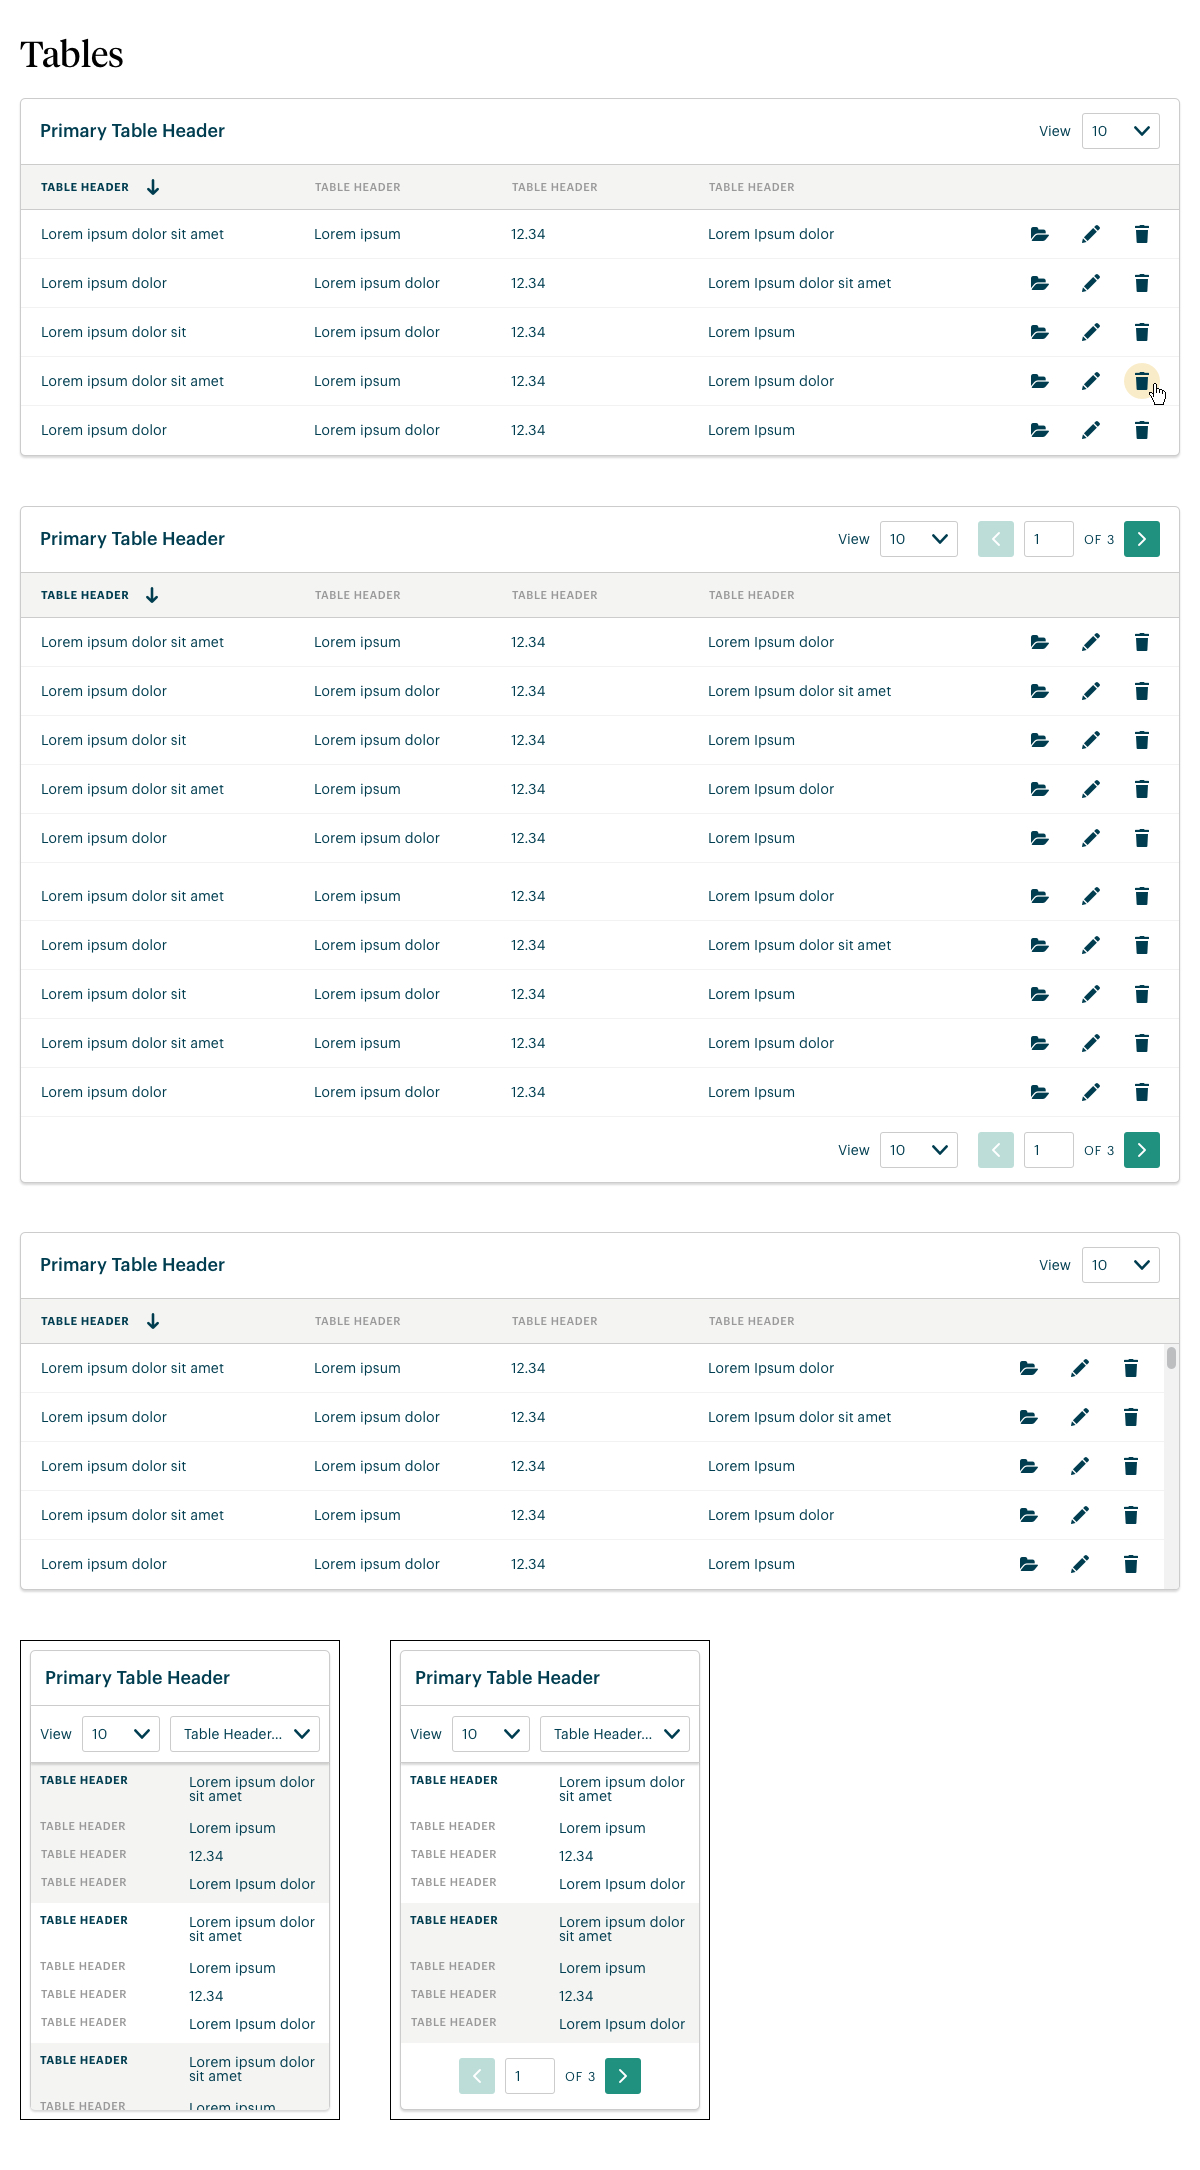 Tables
Primary Table Header View 10
TABLE HEADER TABLE HEADER TABLE HEADER TABLE HEADER
Lorem ipsum dolor sit amet Lorem ipsum 12.34 Lorem Ipsum dolor
Lorem ipsum dolor Lorem ipsum dolor 12.34 Lorem Ipsum dolor sit amet
Lorem ipsum dolor sit Lorem ipsum dolor 12.34 Lorem Ipsum
Lorem ipsum dolor sit amet Lorem ipsum 12.34 Lorem Ipsum dolor
Lorem ipsum dolor Lorem ipsum dolor 12.34 Lorem Ipsum
Primary Table Header View 10 1 OF 3
TABLE HEADER TABLE HEADER TABLE HEADER TABLE HEADER
Lorem ipsum dolor sit amet Lorem ipsum 12.34 Lorem Ipsum dolor
Lorem ipsum dolor Lorem ipsum dolor 12.34 Lorem Ipsum dolor sit amet
Lorem ipsum dolor sit Lorem ipsum dolor 12.34 Lorem Ipsum
Lorem ipsum dolor sit amet Lorem ipsum 12.34 Lorem Ipsum dolor
Lorem ipsum dolor Lorem ipsum dolor 12.34 Lorem Ipsum
Lorem ipsum dolor sit amet Lorem ipsum 12.34 Lorem Ipsum dolor
Lorem ipsum dolor Lorem ipsum dolor 12.34 Lorem Ipsum dolor sit amet
Lorem ipsum dolor sit Lorem ipsum dolor 12.34 Lorem Ipsum
Lorem ipsum dolor sit amet Lorem ipsum 12.34 Lorem Ipsum dolor
Lorem ipsum dolor Lorem ipsum dolor 12.34 Lorem Ipsum
View 10 1 OF 3
Primary Table Header View 10
TABLE HEADER TABLE HEADER TABLE HEADER TABLE HEADER
Lorem ipsum dolor sit amet Lorem ipsum 12.34 Lorem Ipsum dolor
Lorem ipsum dolor Lorem ipsum dolor 12.34 Lorem Ipsum dolor sit amet
Lorem ipsum dolor sit Lorem ipsum dolor 12.34 Lorem Ipsum
Lorem ipsum dolor sit amet Lorem ipsum 12.34 Lorem Ipsum dolor
Lorem ipsum dolor Lorem ipsum dolor 12.34 Lorem Ipsum
Primary Table Header
View 10 Table Header...
TABLE HEADER Lorem ipsum dolor
sit amet
TABLE HEADER Lorem ipsum
TABLE HEADER 12.34
TABLE HEADER Lorem Ipsum dolor
TABLE HEADER Lorem ipsum dolor
sit amet
TABLE HEADER Lorem ipsum
TABLE HEADER 12.34
TABLE HEADER Lorem Ipsum dolor
TABLE HEADER Lorem ipsum dolor
sit amet
TABLE HEADER Lorem ipsum
Primary Table Header
View 10 Table Header...
TABLE HEADER Lorem ipsum dolor
sit amet
TABLE HEADER Lorem ipsum
TABLE HEADER 12.34
TABLE HEADER Lorem Ipsum dolor
TABLE HEADER Lorem ipsum dolor
sit amet
TABLE HEADER Lorem ipsum
TABLE HEADER 12.34
TABLE HEADER Lorem Ipsum dolor
1 OF 3